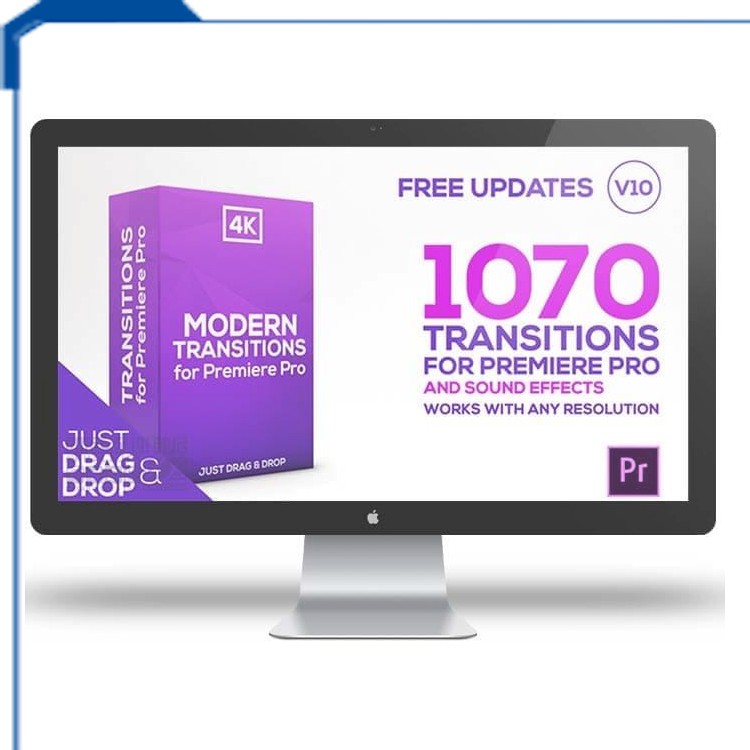 FREE UPDATES V10
4K
TRANSITIONS
for Premiere Pro
MODERN
TRANSITIONS
for Premiere Pro
JUST DRAG & DROP
1070
TRANSITIONS
FOR PREMIERE PRO
AND SOUND EFFECTS
WORKS WITH ANY RESOLUTION
JUST
DRAG &
DROP
Pr